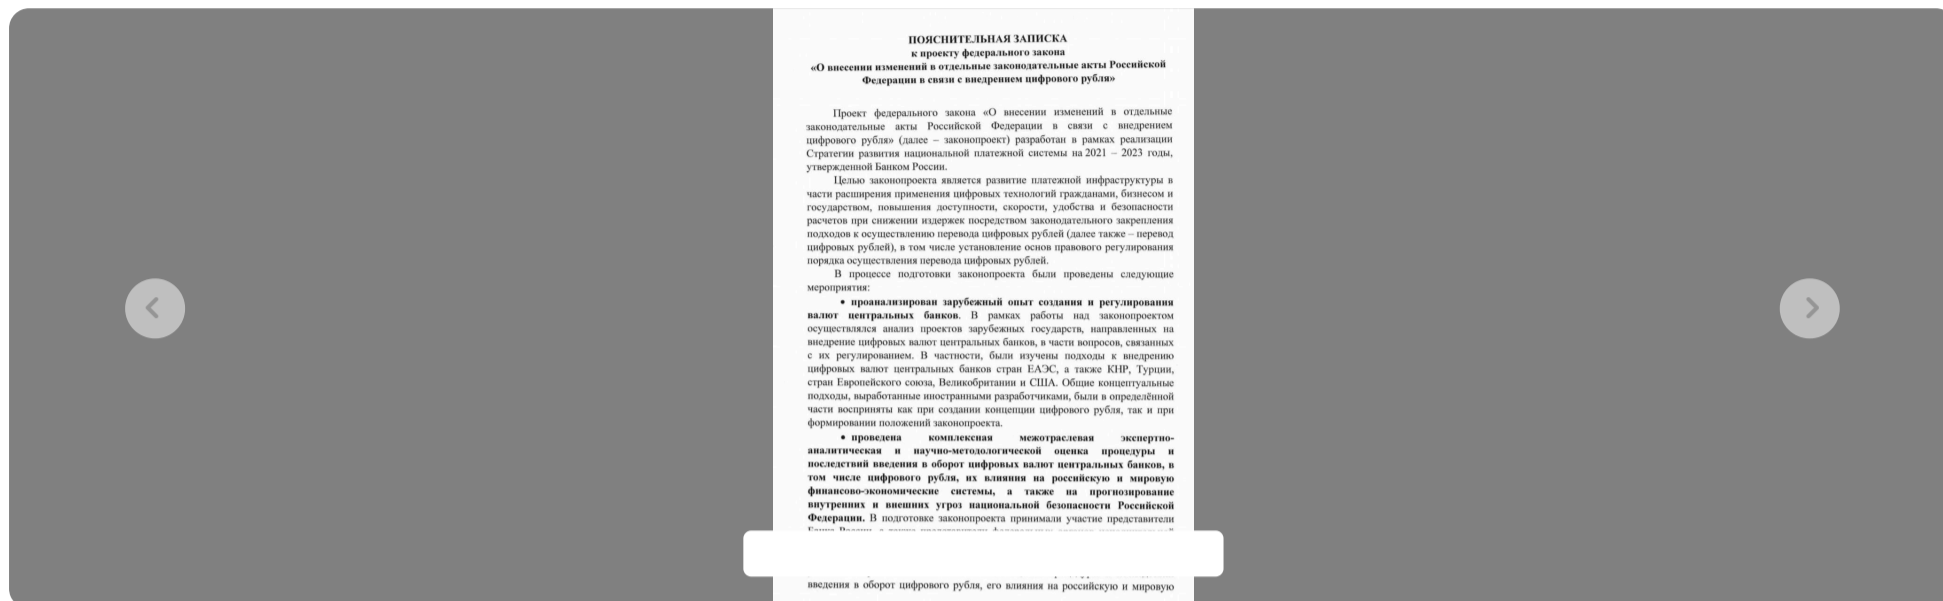 ПОЯСНИТЕЛЬНАЯ ЗАПИСКА
к проекту федерального закона
«О внесении изменений в отдельные законодательные акты Российской
Федерации в связи с внедрением цифрового рубля»
Проект федерального закона «О внесении изменений в отдельные
законодательные акты Российской Федерации в связи с внедрением
цифрового рубля» (далее – законопроект) разработан в рамках реализации
Стратегии развития национальной платежной системы на 2021 – 2023 годы,
утвержденной Банком России.
Целью законопроекта является развитие платежной инфраструктуры в
части расширения применения цифровых технологий гражданами, бизнесом и
государством, повышения доступности, скорости, удобства и безопасности
расчетов при снижении издержек посредством законодательного закрепления
подходов к осуществлению перевода цифровых рублей (далее также – перевод
цифровых рублей), в том числе установление основ правового регулирования
порядка осуществления перевода цифровых рублей.
В процессе подготовки законопроекта были проведены следующие
мероприятия:
• проанализирован зарубежный опыт создания и регулирования
валют центральных банков. В рамках работы над законопроектом
осуществлялся анализ проектов зарубежных государств, направленных на
внедрение цифровых валют центральных банков, в части вопросов, связанных
с их регулированием. В частности, были изучены подходы к внедрению
цифровых валют центральных банков стран ЕАЭС, а также КНР, Турции,
стран Европейского союза, Великобритании и США. Общие концептуальные
подходы, выработанные иностранными разработчиками, были в определённой
части восприняты как при создании концепции цифрового рубля, так и при
формировании положений законопроекта.
• проведена комплексная межотраслевая экспертно-
аналитическая и научно-методологической оценка процедуры и
последствий введения в оборот цифровых валют центральных банков, в
том числе цифрового рубля, их влияния на российскую и мировую
финансово-экономические системы, а также на прогнозирование
внутренних и внешних угроз национальной безопасности Российской
Федерации. В подготовке законопроекта принимали участие представители
введения в оборот цифрового рубля, его влияния на российскую и мировую